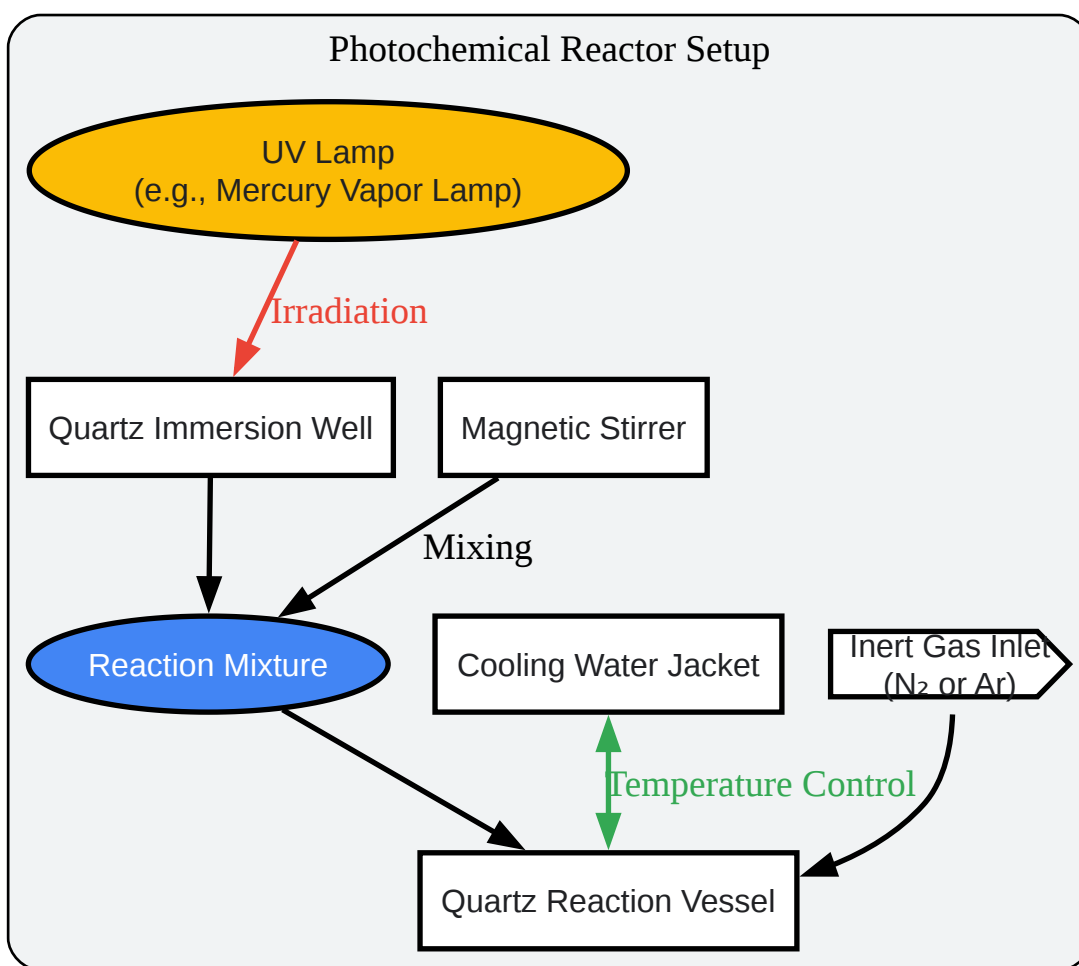 Photochemical Reactor Setup
UV Lamp
(e.g., Mercury Vapor Lamp)
Irradiation
Quartz Immersion Well
Magnetic Stirrer
Mixing
Reaction Mixture
Cooling Water Jacket
Inert Gas Inlet
(N₂ or Ar)
Temperature Control
Quartz Reaction Vessel